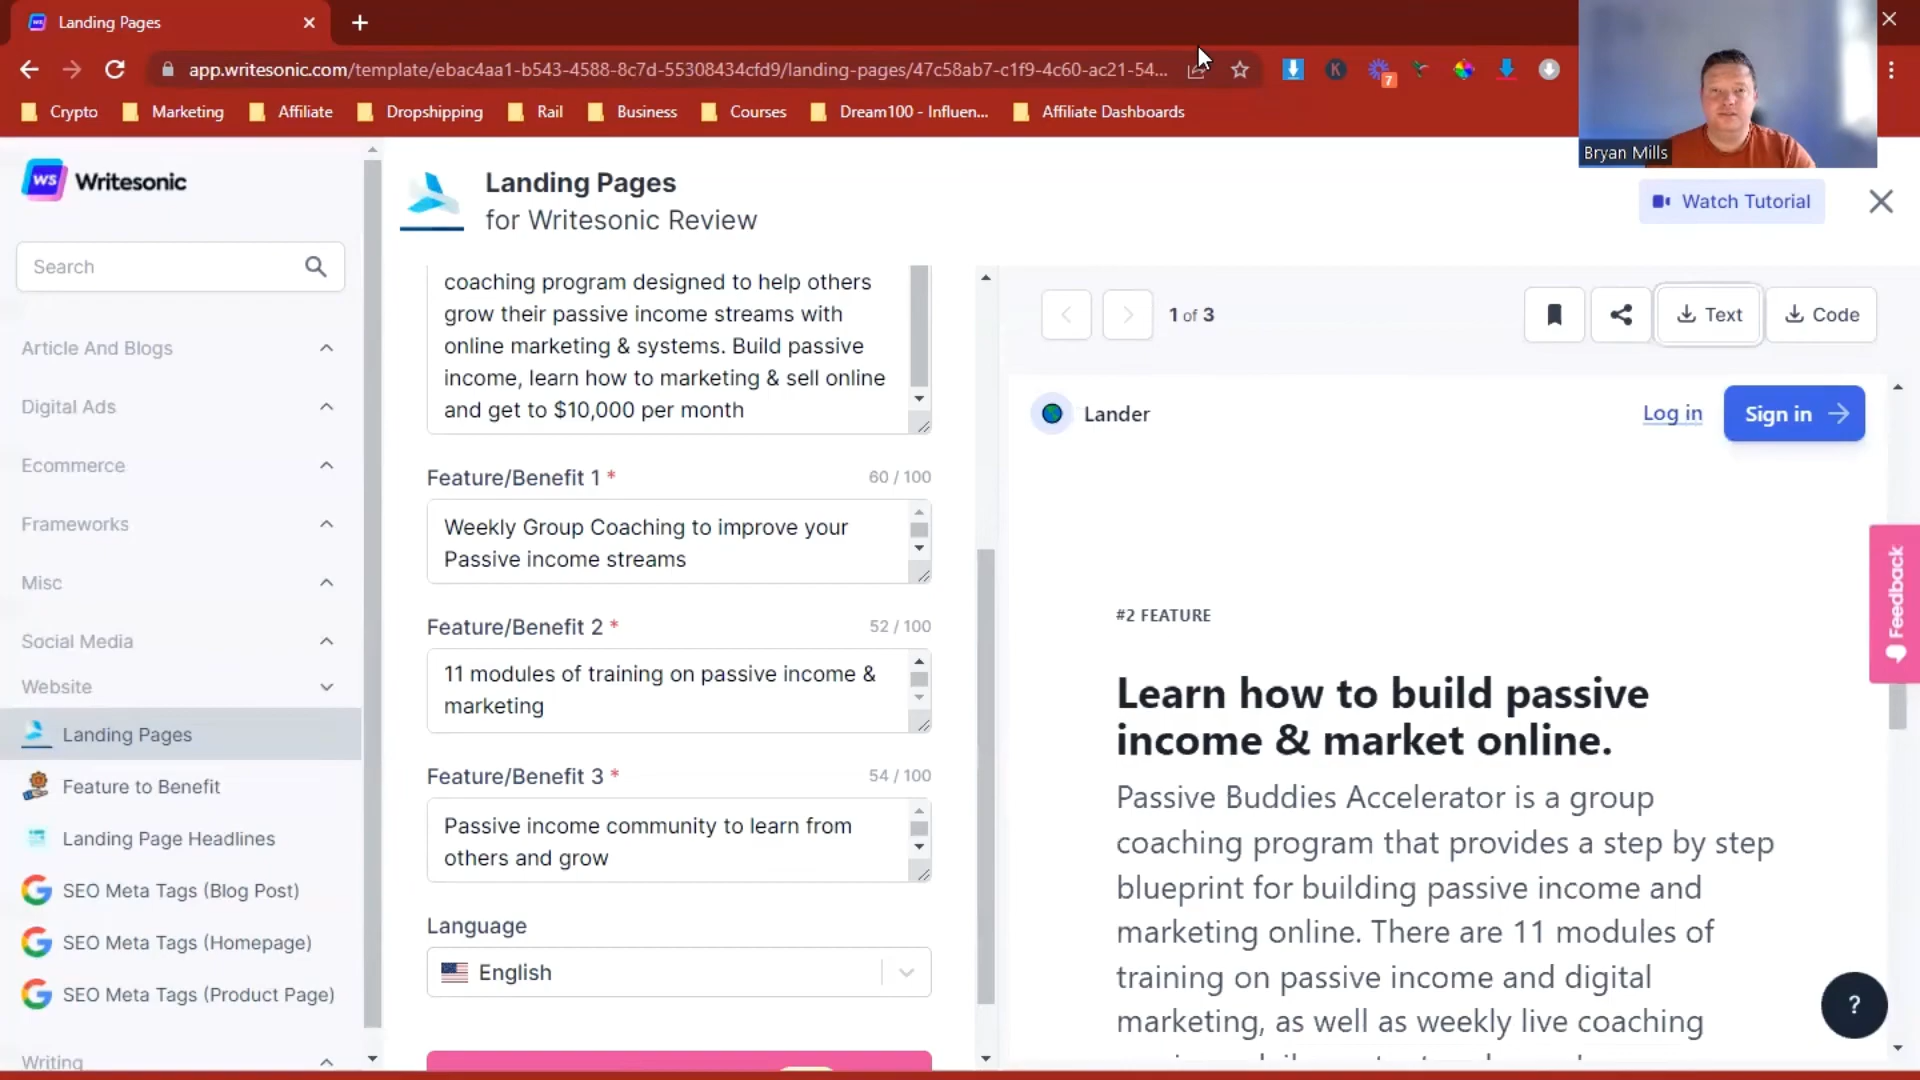 Landing Pages
app.writesonic.com/template/ebac4aa1-b543-4588-8c7d-55308434cfd9/landing-pages/47c58ab7-c1f9-4c60-ac21-54...
K
7
Crypto
Marketing
Affiliate
Dropshipping
Rail
Business
Courses
Dream100 - Influen...
Affiliate Dashboards
Bryan Mills
WS Writesonic
Search
Article And Blogs
Digital Ads
Ecommerce
Frameworks
Misc
Social Media
Website
Landing Pages
Feature to Benefit
Landing Page Headlines
SEO Meta Tags (Blog Post)
SEO Meta Tags (Homepage)
SEO Meta Tags (Product Page)
Writing
Landing Pages
for Writesonic Review
Watch Tutorial
coaching program designed to help others
grow their passive income streams with
online marketing & systems. Build passive
income, learn how to marketing & sell online
and get to $10,000 per month
Feature/Benefit 1 *
60 / 100
Weekly Group Coaching to improve your
Passive income streams
Feature/Benefit 2 *
52 / 100
11 modules of training on passive income &
marketing
Feature/Benefit 3 *
54 / 100
Passive income community to learn from
others and grow
Language
English
1 of 3
Text
Code
Lander
Log in
Sign in
#2 FEATURE
Learn how to build passive
income & market online.
Passive Buddies Accelerator is a group
coaching program that provides a step by step
blueprint for building passive income and
marketing online. There are 11 modules of
training on passive income and digital
marketing, as well as weekly live coaching
Feedback
?